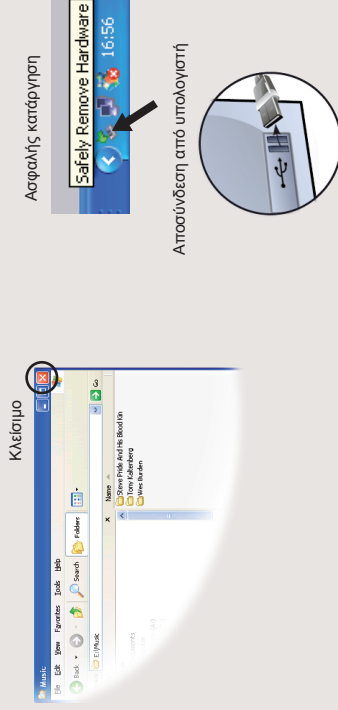 Κλείσιμο
Music
File Edit View Favorites Tools Help
Back Search Folders
E:\Music
Name
Steve Pride And His Blood Kin
Tony Kaltenberg
Wes Burden
Ασφαλής κατάργηση
Safely Remove Hardware
16:56
Αποσύνδεση από υπολογιστή